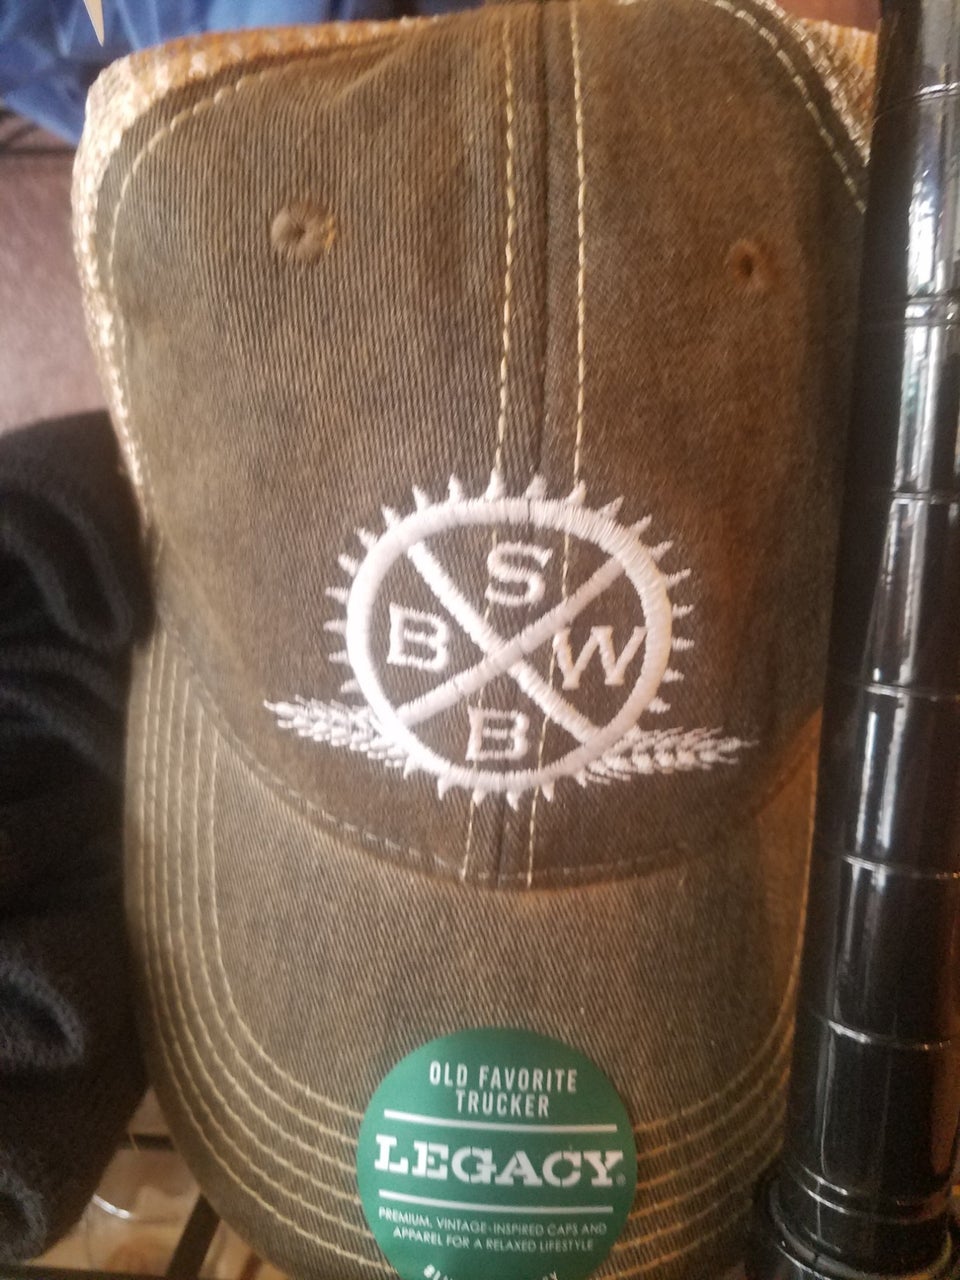 S
B W
B
OLD FAVORITE
TRUCKER
LEGACY®
PREMIUM, VINTAGE-INSPIRED CAPS AND
APPAREL FOR A RELAXED LIFESTYLE